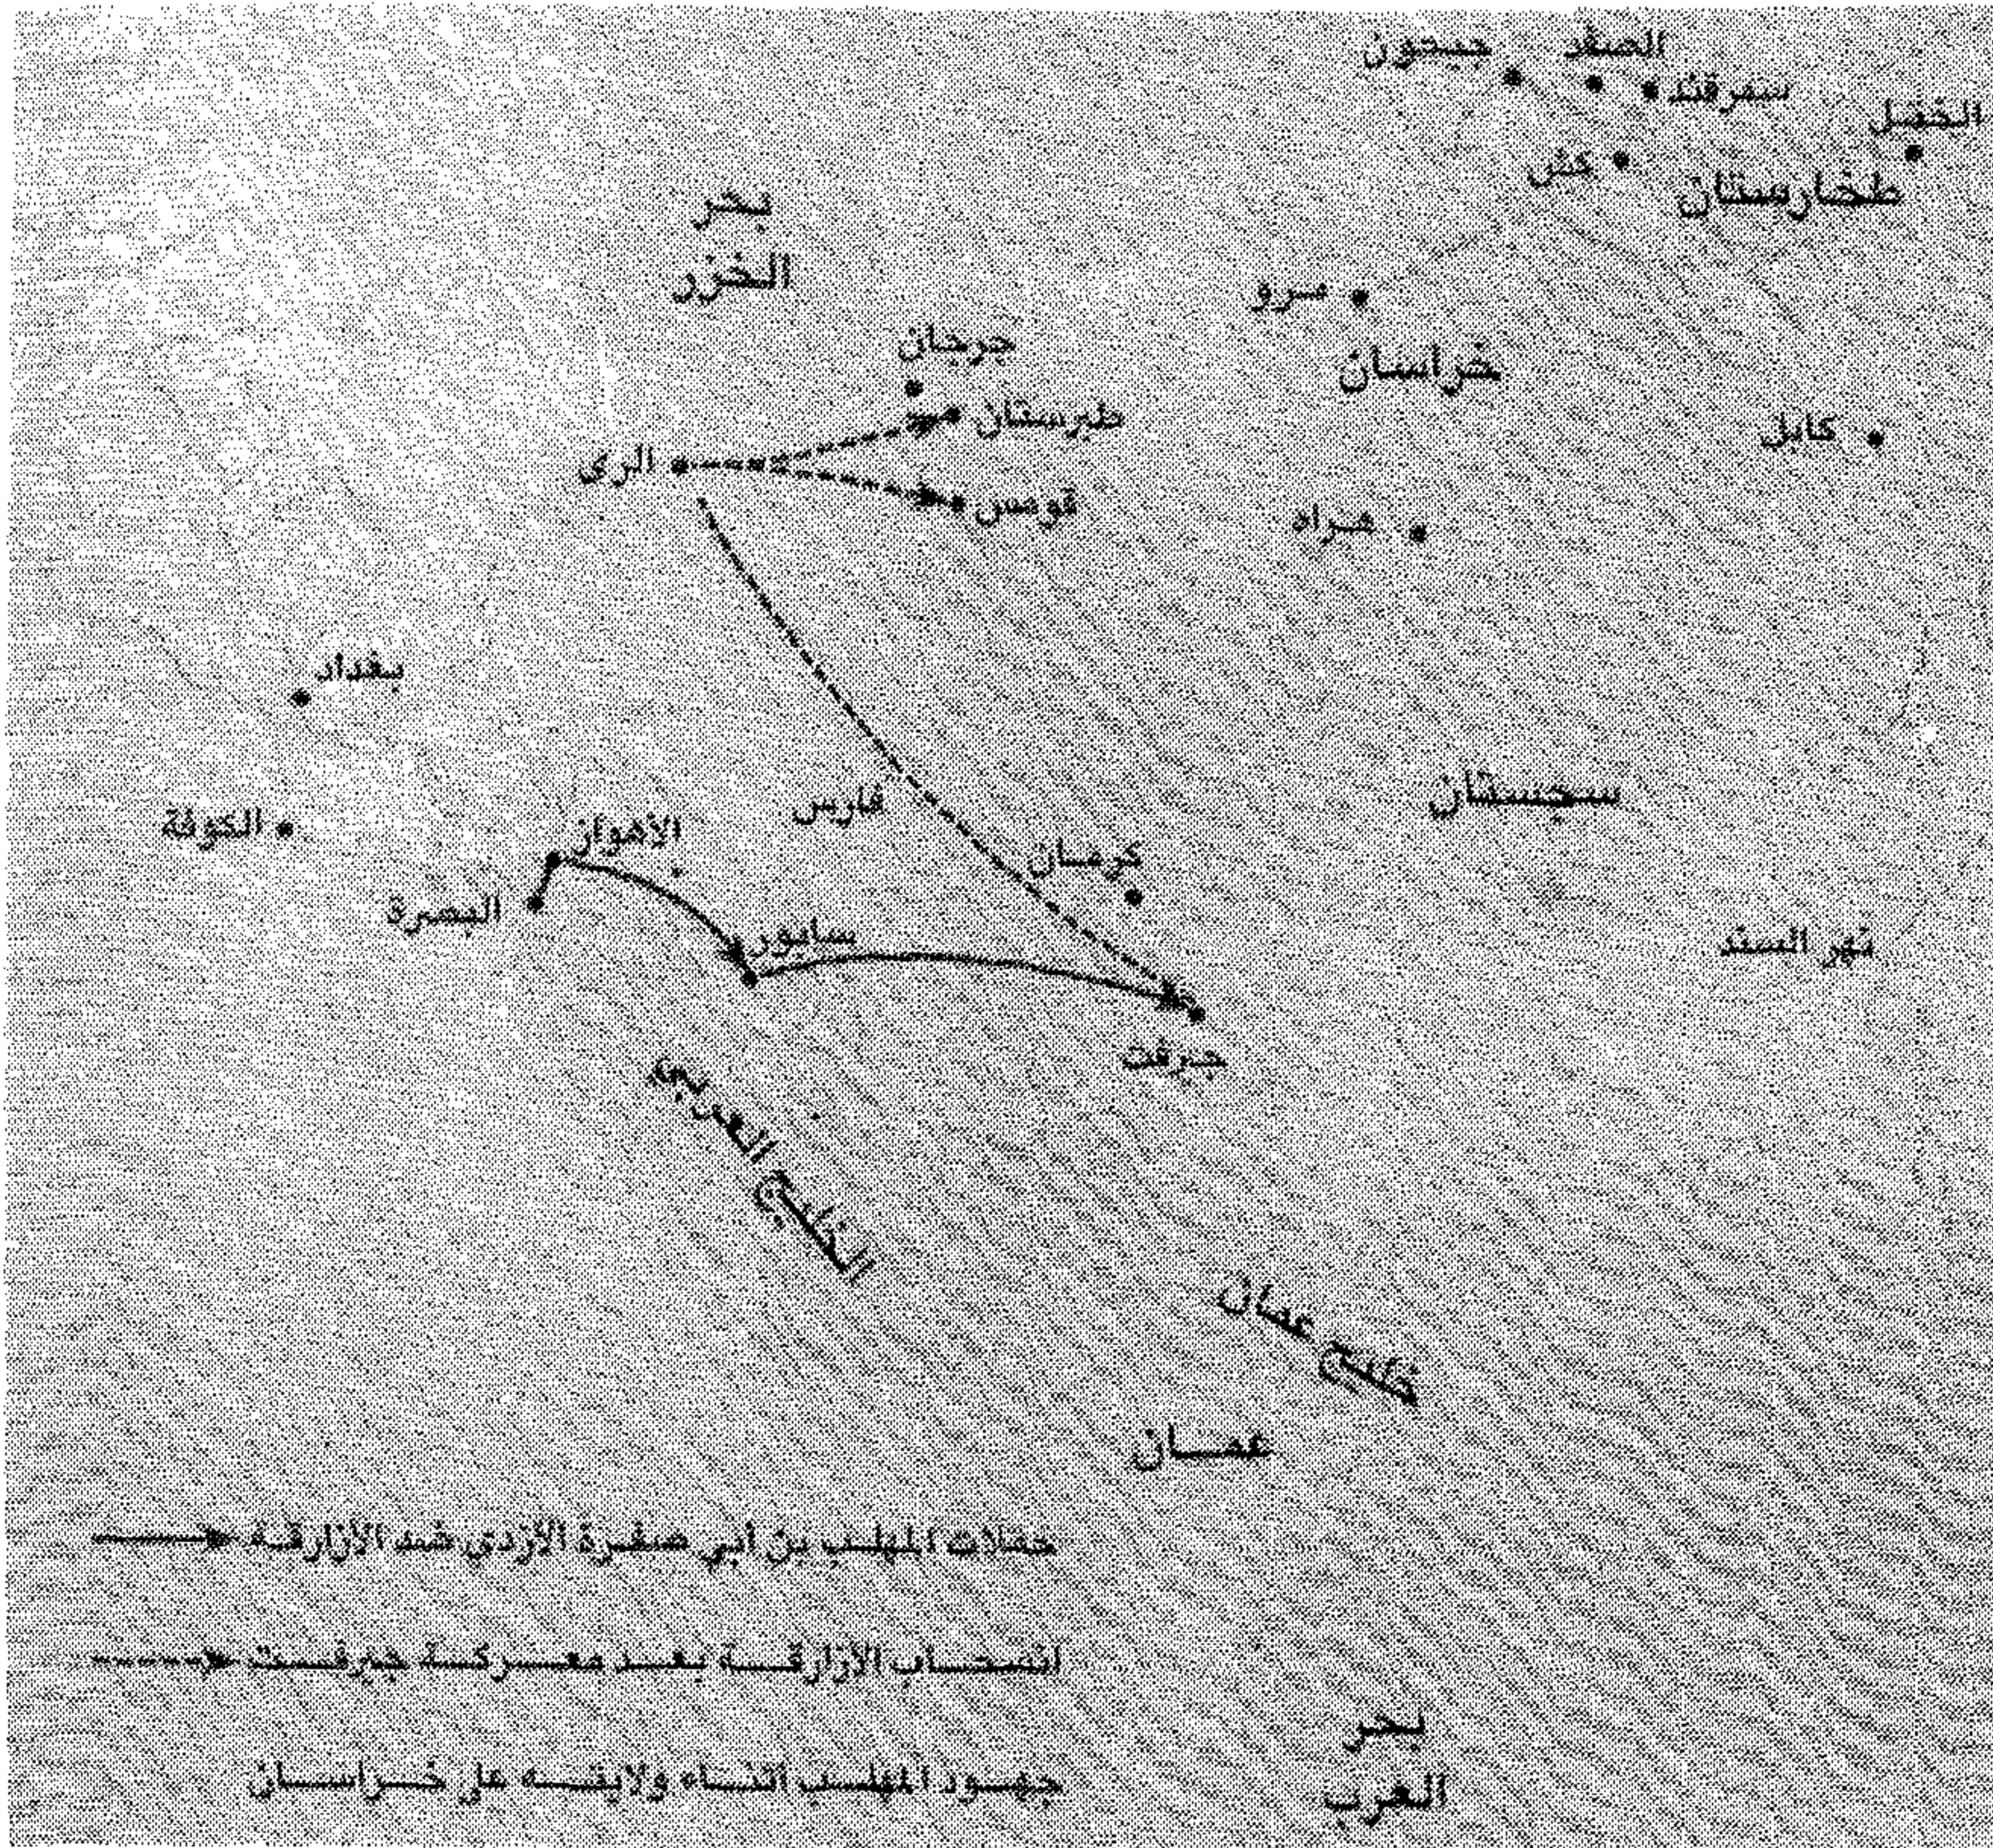 جيحون
الصغد
سمرقند
الختل
كش
طخارستان
بحر
الخزر
مرو
جرجان
خراسان
طبرستان
كابل
الرى
قومس
هراه
بغداد
سجستان
فارس
الكوفة
الأهواز
كرمان
البصرة
سابور
نهر السند
جيرفت
الخليج العربي
خليج عمان
عمــان
حملات المهلب بن أبي صفرة الأزدي ضد الأزارقة
انسحاب الأزارقة بعد معركة جيرفت
جهود المهلب أثناء ولايته على خراسان
بحر
العرب